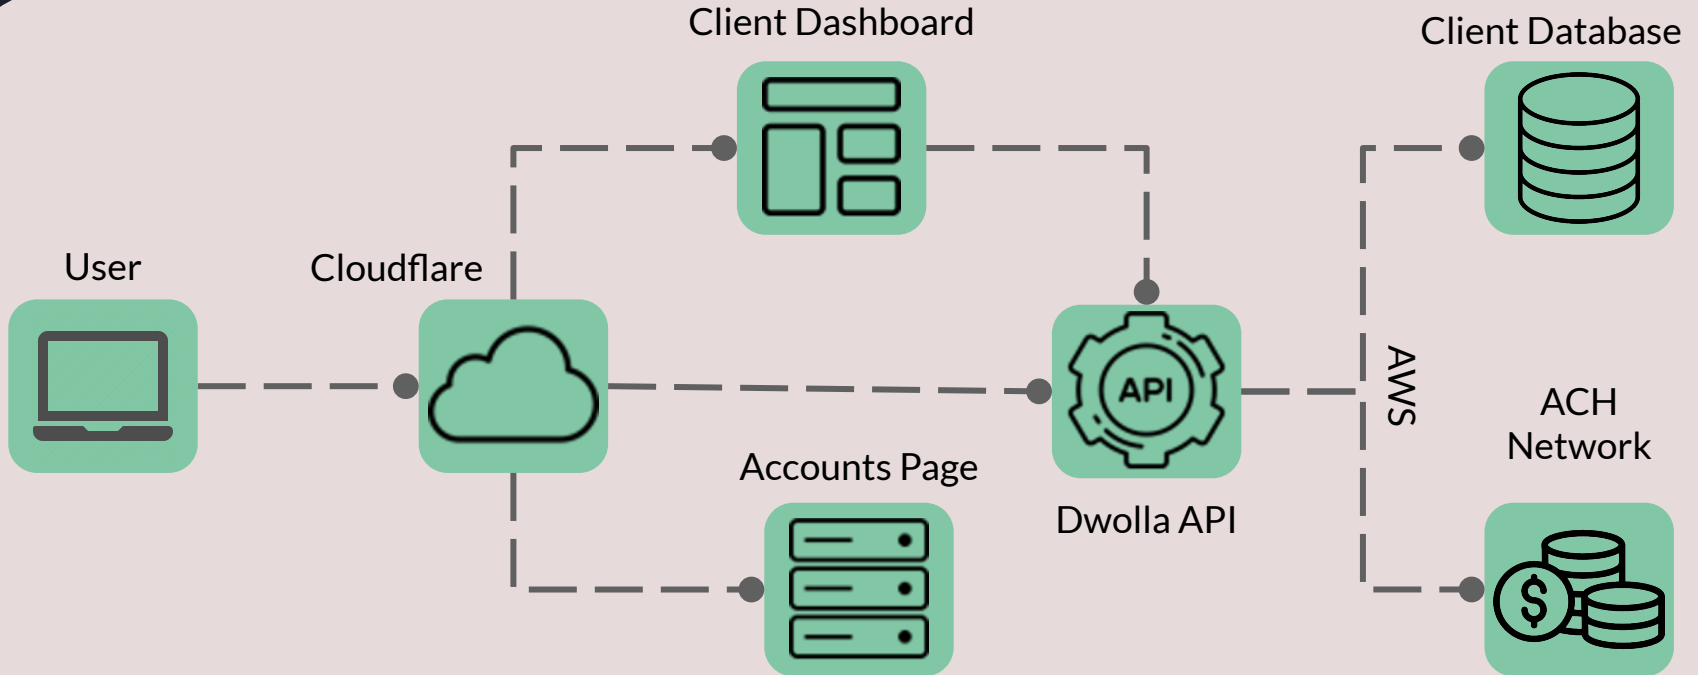 Client Dashboard
Client Database
User
Cloudflare
API
AWS
ACH
Network
Accounts Page
Dwolla API
$